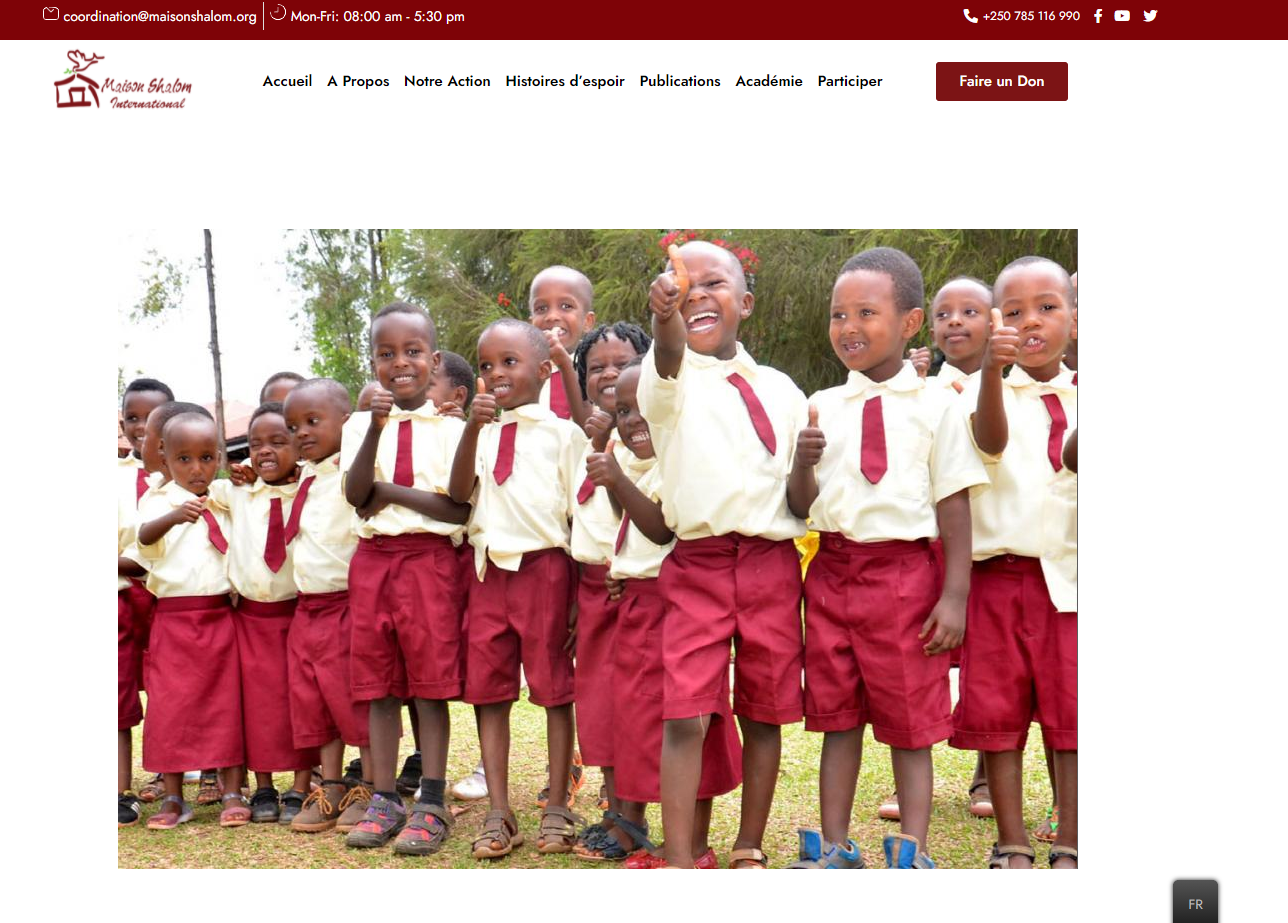 coordination@maisonshalom.org
Mon-Fri: 08:00 am - 5:30 pm
+250 785 116 990
Maison Shalom
International
Accueil A Propos Notre Action Histoires d’espoir Publications Académie Participer
Faire un Don
FR